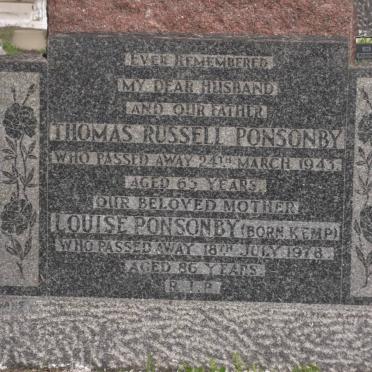 EVER REMEMBERED
MY DEAR HUSBAND
AND OUR FATHER
THOMAS RUSSELL PONSONBY
WHO PASSED AWAY 24TH MARCH 1943.
AGED 65 YEARS.
OUR BELOVED MOTHER
LOUISE PONSONBY (BORN KEMP)
WHO PASSED AWAY 18TH JULY 1978.
AGED 86 YEARS
R.I.P.